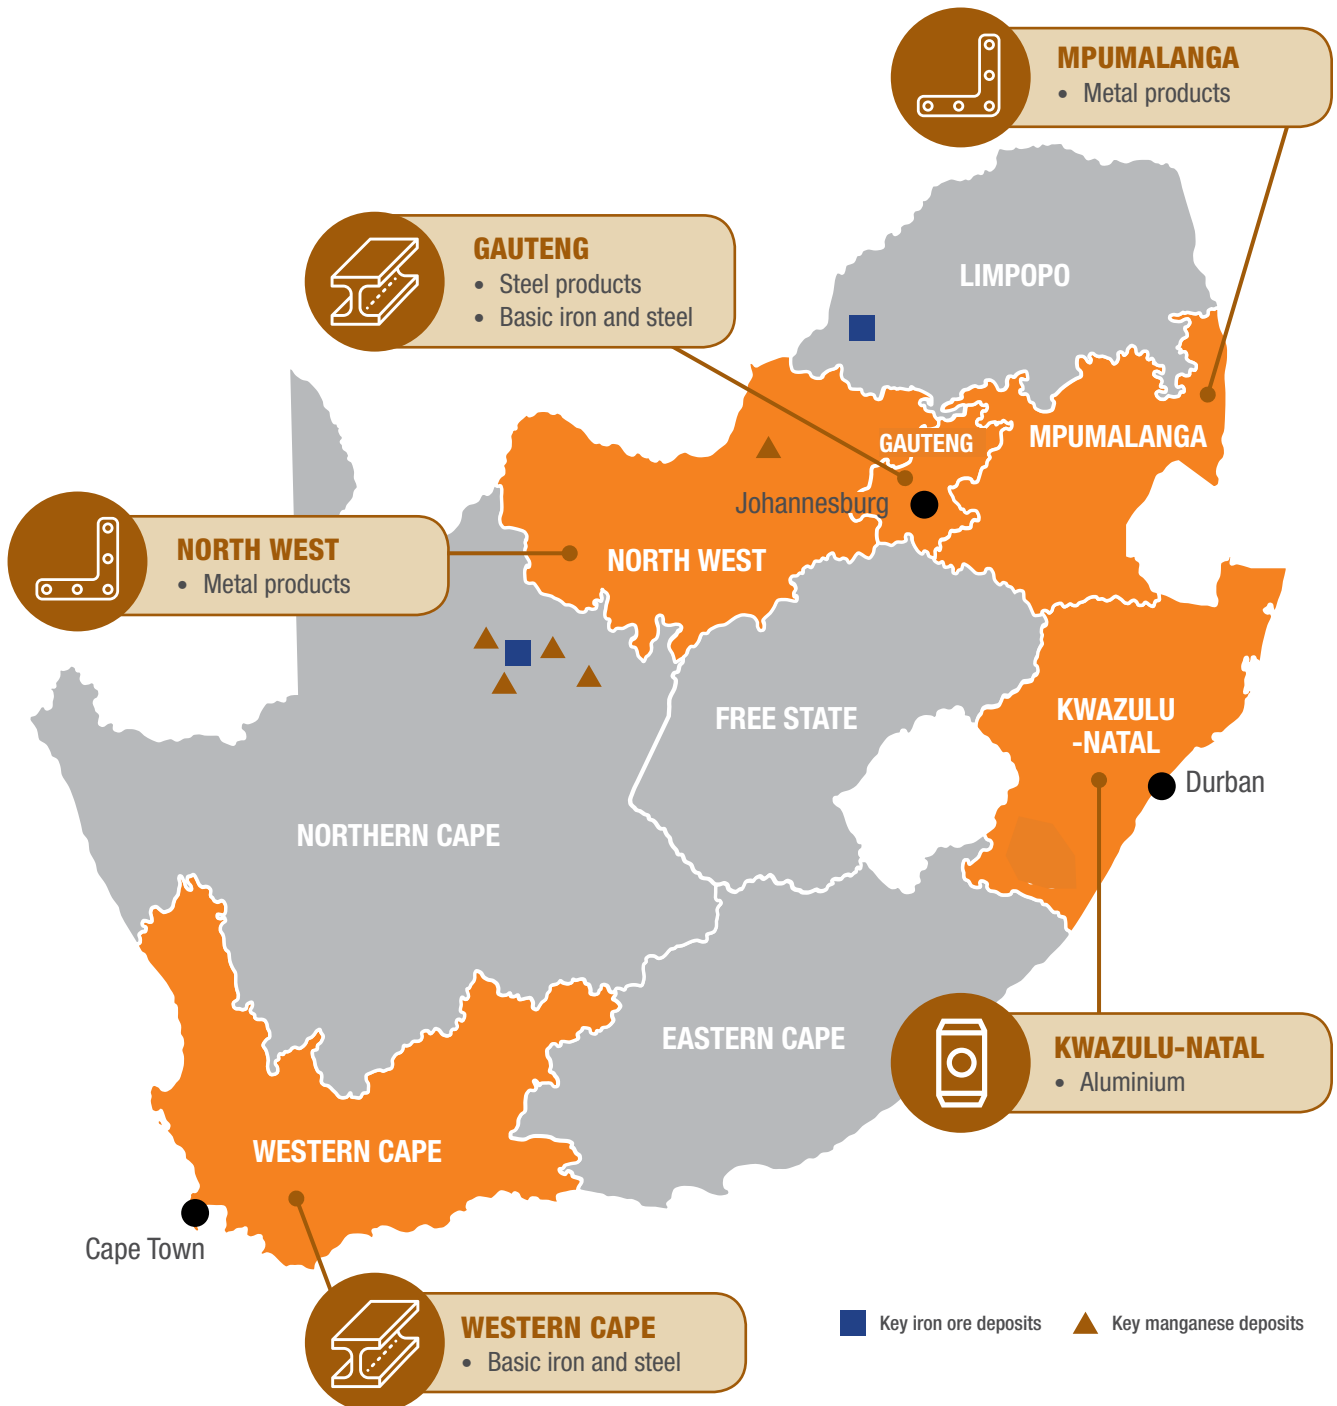 MPUMALANGA
• Metal products
GAUTENG
• Steel products
• Basic iron and steel
LIMPOPO
GAUTENG
MPUMALANGA
Johannesburg
NORTH WEST
• Metal products
NORTH WEST
FREE STATE
KWAZULU
-NATAL
Durban
NORTHERN CAPE
EASTERN CAPE
KWAZULU-NATAL
• Aluminium
WESTERN CAPE
Cape Town
WESTERN CAPE
• Basic iron and steel
Key iron ore deposits
Key manganese deposits